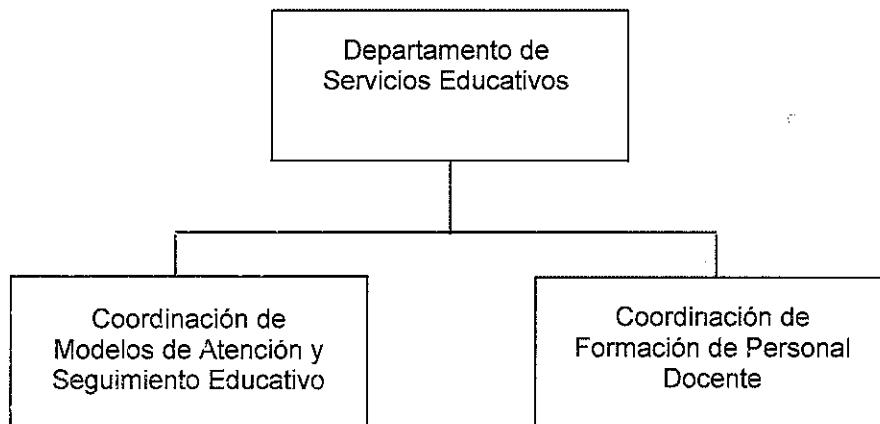 Departamento de
Servicios Educativos
Coordinación de
Modelos de Atención y
Seguimiento Educativo
Coordinación de
Formación de Personal
Docente